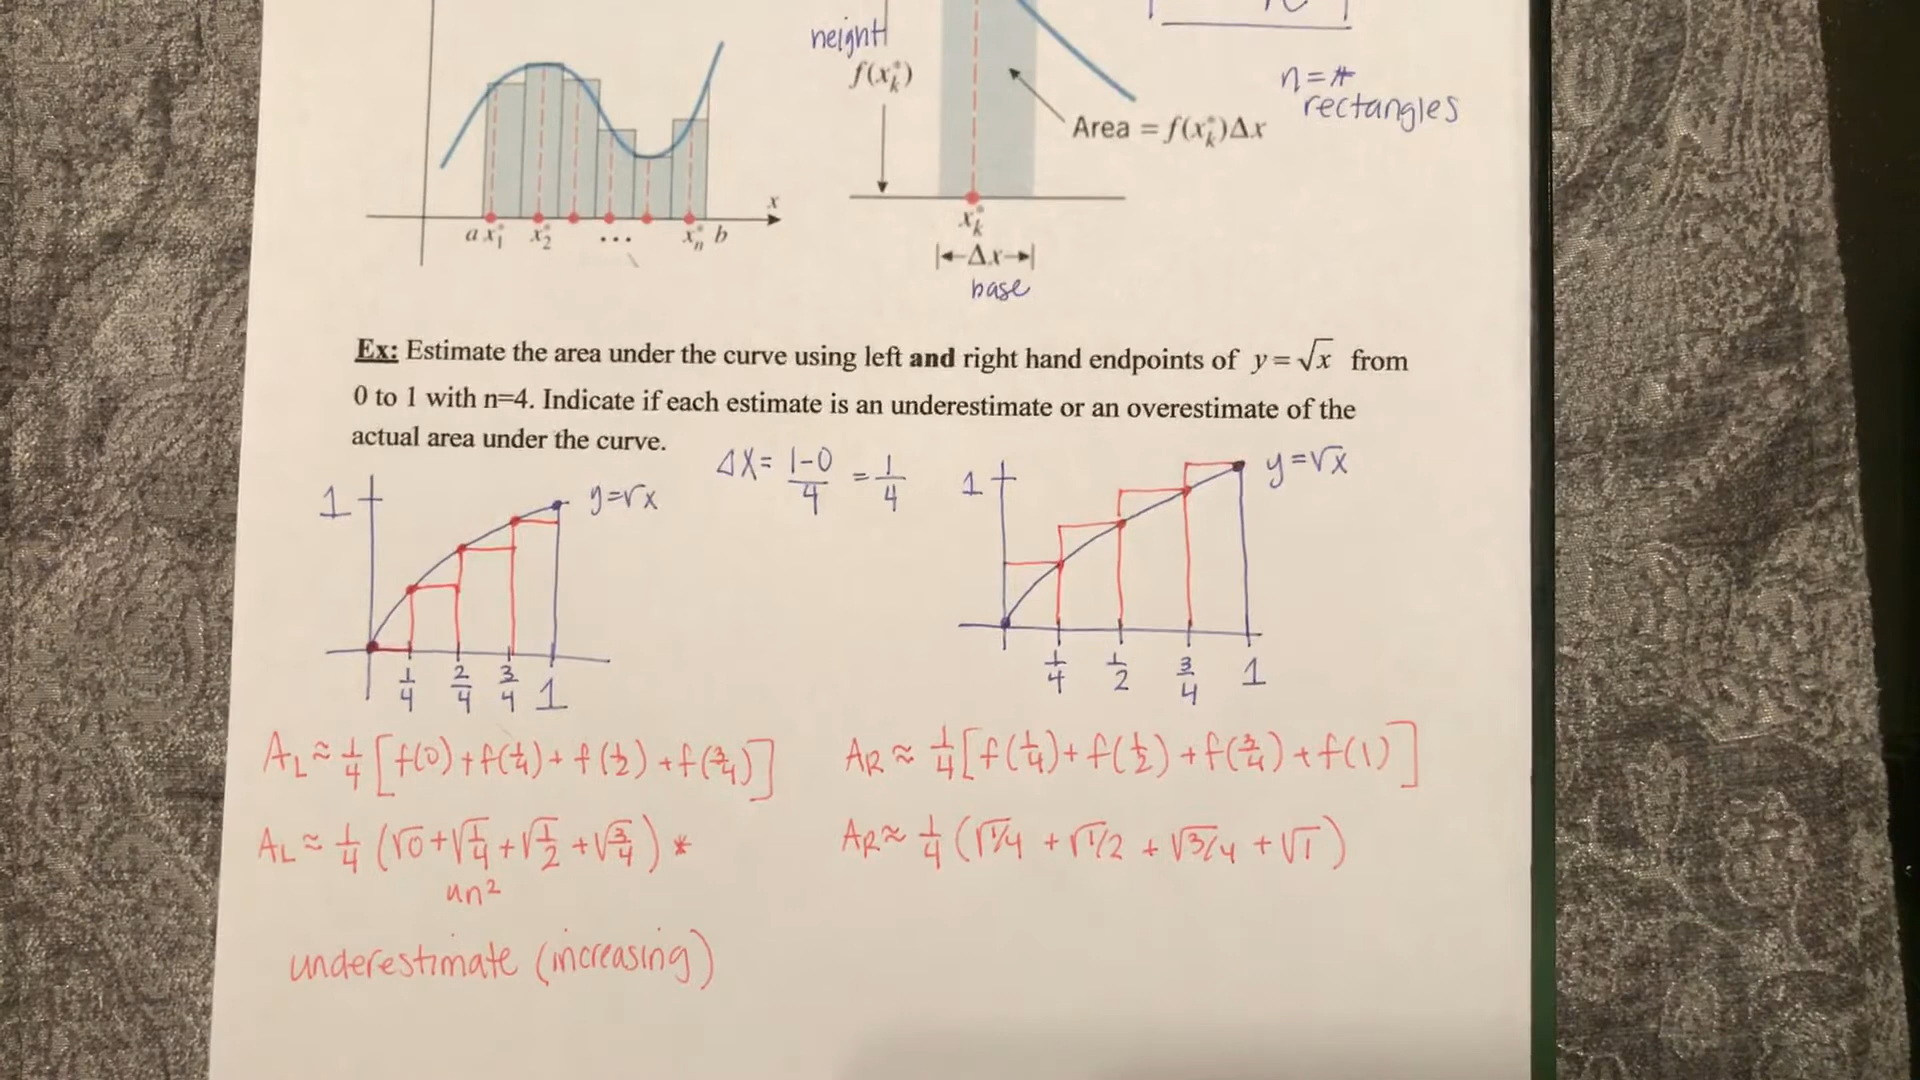 height
f(x*k)
Area = f(x*k)Δx
n = #
rectangles
x
a x*1 x*2 ... x*n b
x*k
|←Δx→|
base
Ex: Estimate the area under the curve using left and right hand endpoints of y = √x from
0 to 1 with n=4. Indicate if each estimate is an underestimate or an overestimate of the
actual area under the curve.
ΔX = 1-0/4 = 1/4
1 y=√x
1/4 2/4 3/4 1
1 y=√x
1/4 1/2 3/4 1
AL ≈ 1/4 [f(0) + f(1/4) + f(1/2) + f(3/4)]
AL ≈ 1/4 (√0 + √1/4 + √1/2 + √3/4) *
un²
underestimate (increasing)
AR ≈ 1/4 [f(1/4) + f(1/2) + f(3/4) + f(1)]
AR ≈ 1/4 (√1/4 + √1/2 + √3/4 + √1)